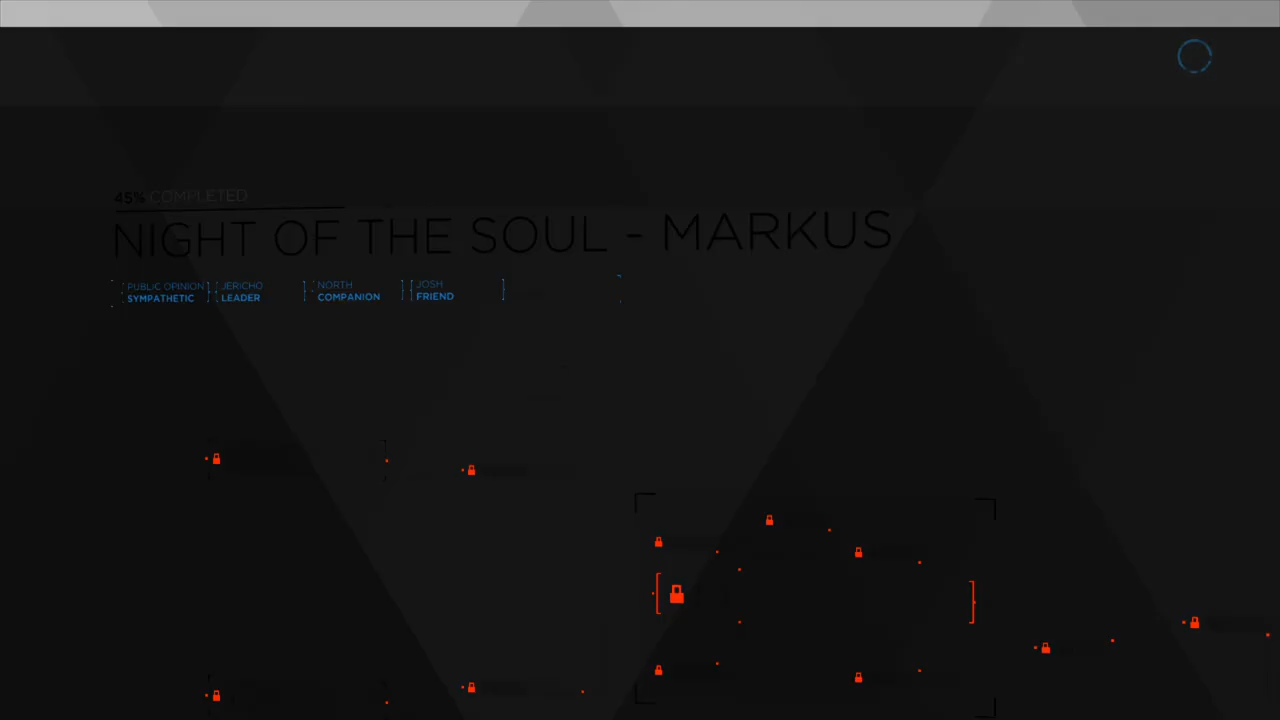 45% COMPLETED
NIGHT OF THE SOUL - MARKUS
PUBLIC OPINION JERICHO NORTH JOSH
SYMPATHETIC LEADER COMPANION FRIEND